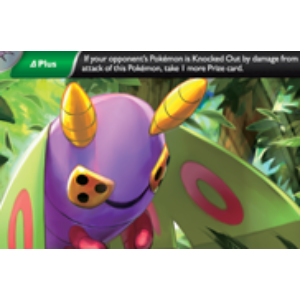 Δ Plus
If your opponent's Pokémon is Knocked Out by damage from
attack of this Pokémon, take 1 more Prize card.